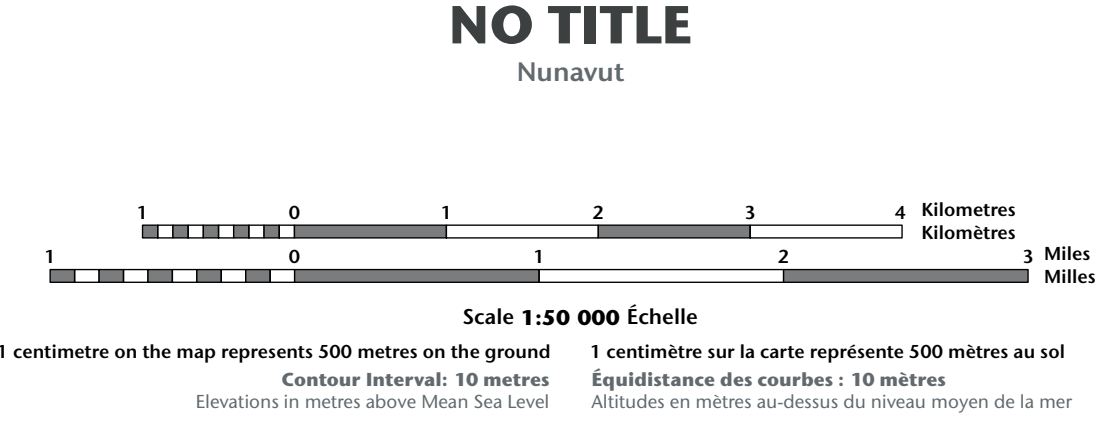 NO TITLE
Nunavut
1 0 1 2 3 4 Kilometres
Kilomètres
1 0 1 2 3 Miles
Milles
Scale 1:50 000 Échelle
1 centimetre on the map represents 500 metres on the ground
Contour Interval: 10 metres
Elevations in metres above Mean Sea Level
1 centimètre sur la carte représente 500 mètres au sol
Équidistance des courbes : 10 mètres
Altitudes en mètres au-dessus du niveau moyen de la mer